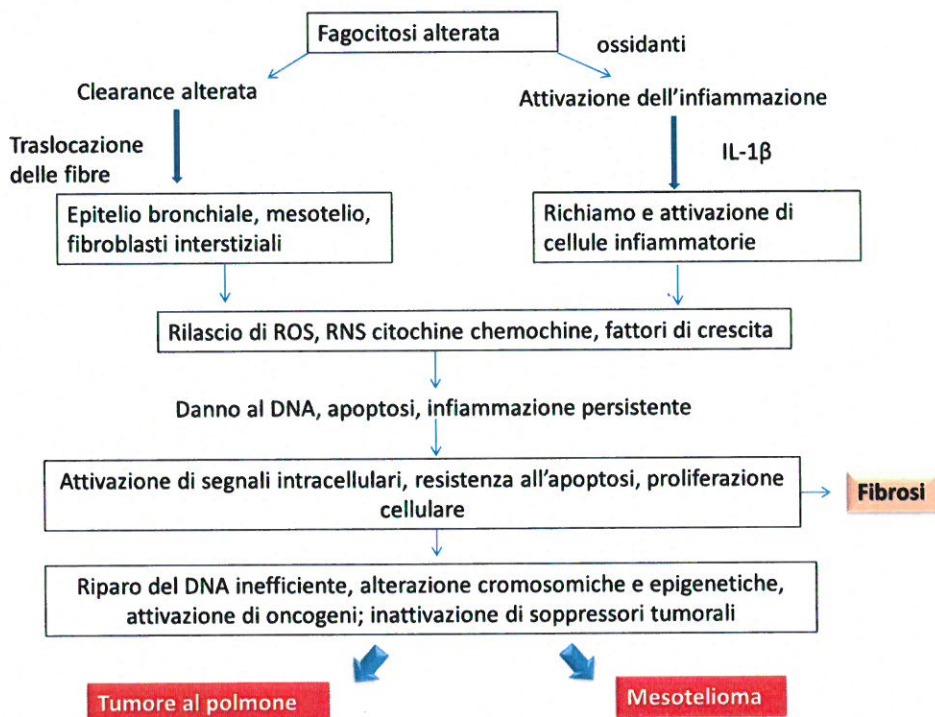 Fagocitosi alterata
ossidanti
Clearance alterata
Attivazione dell'infiammazione
Traslocazione
delle fibre
IL-1β
Epitelio bronchiale, mesotelio,
fibroblasti interstiziali
Richiamo e attivazione di
cellule infiammatorie
Rilascio di ROS, RNS citochine chemochine, fattori di crescita
Danno al DNA, apoptosi, infiammazione persistente
Attivazione di segnali intracellulari, resistenza all'apoptosi, proliferazione
cellulare
Fibrosi
Riparo del DNA inefficiente, alterazione cromosomiche e epigenetiche,
attivazione di oncogeni; inattivazione di soppressori tumorali
Tumore al polmone
Mesotelioma